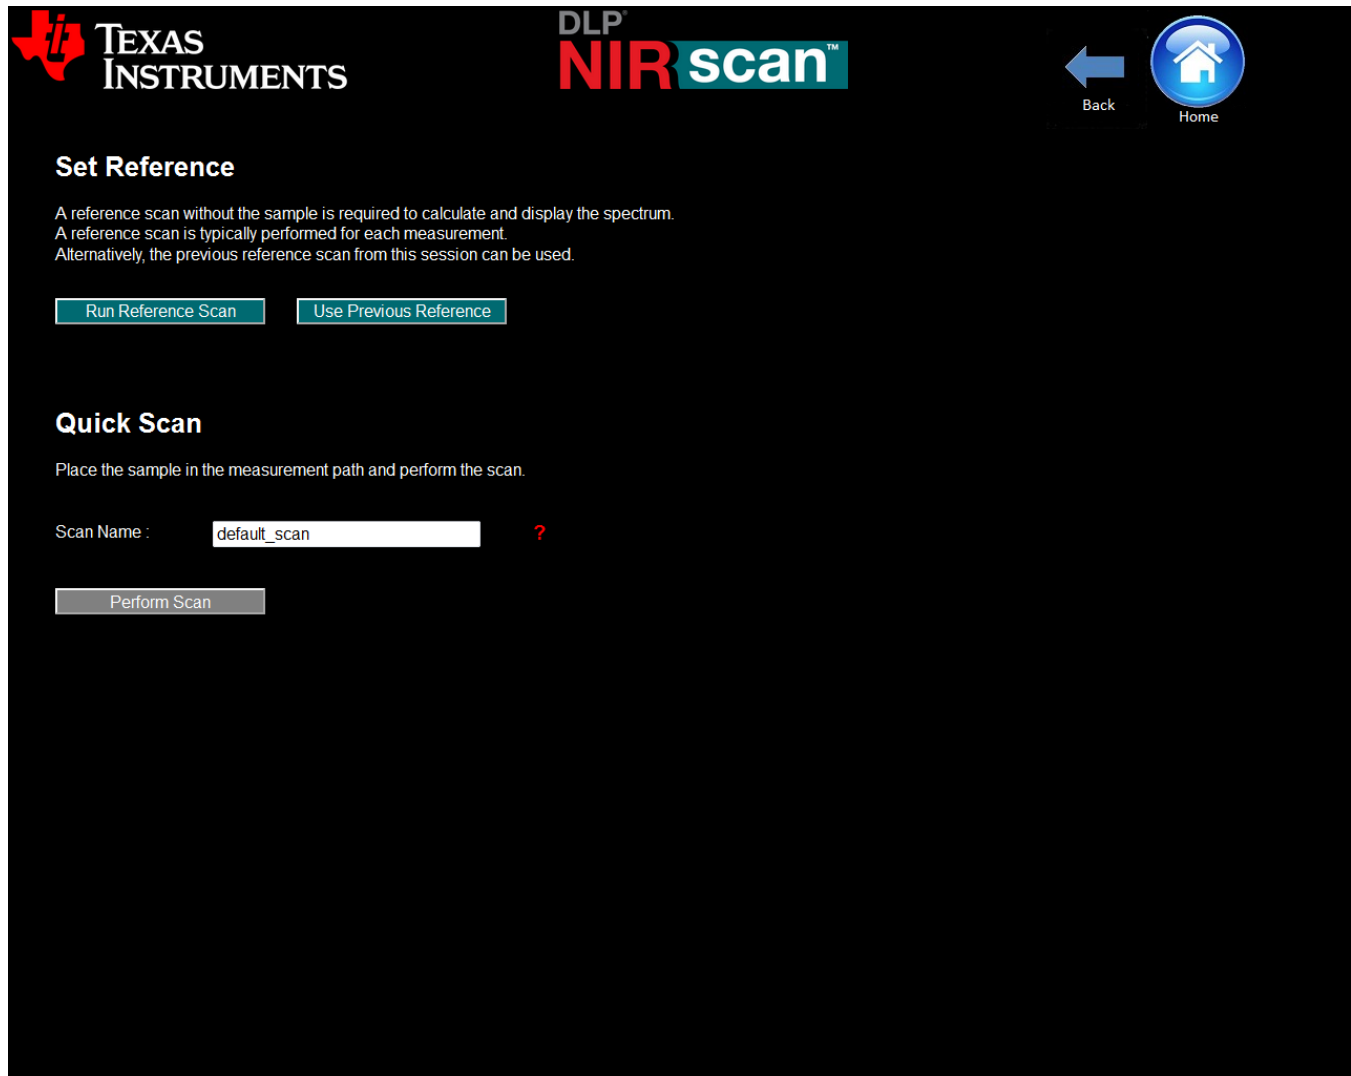 TEXAS
INSTRUMENTS
DLP®
NIRscan™
Back
Home
Set Reference
A reference scan without the sample is required to calculate and display the spectrum.
A reference scan is typically performed for each measurement.
Alternatively, the previous reference scan from this session can be used.
Run Reference Scan Use Previous Reference
Quick Scan
Place the sample in the measurement path and perform the scan.
Scan Name : default_scan ?
Perform Scan